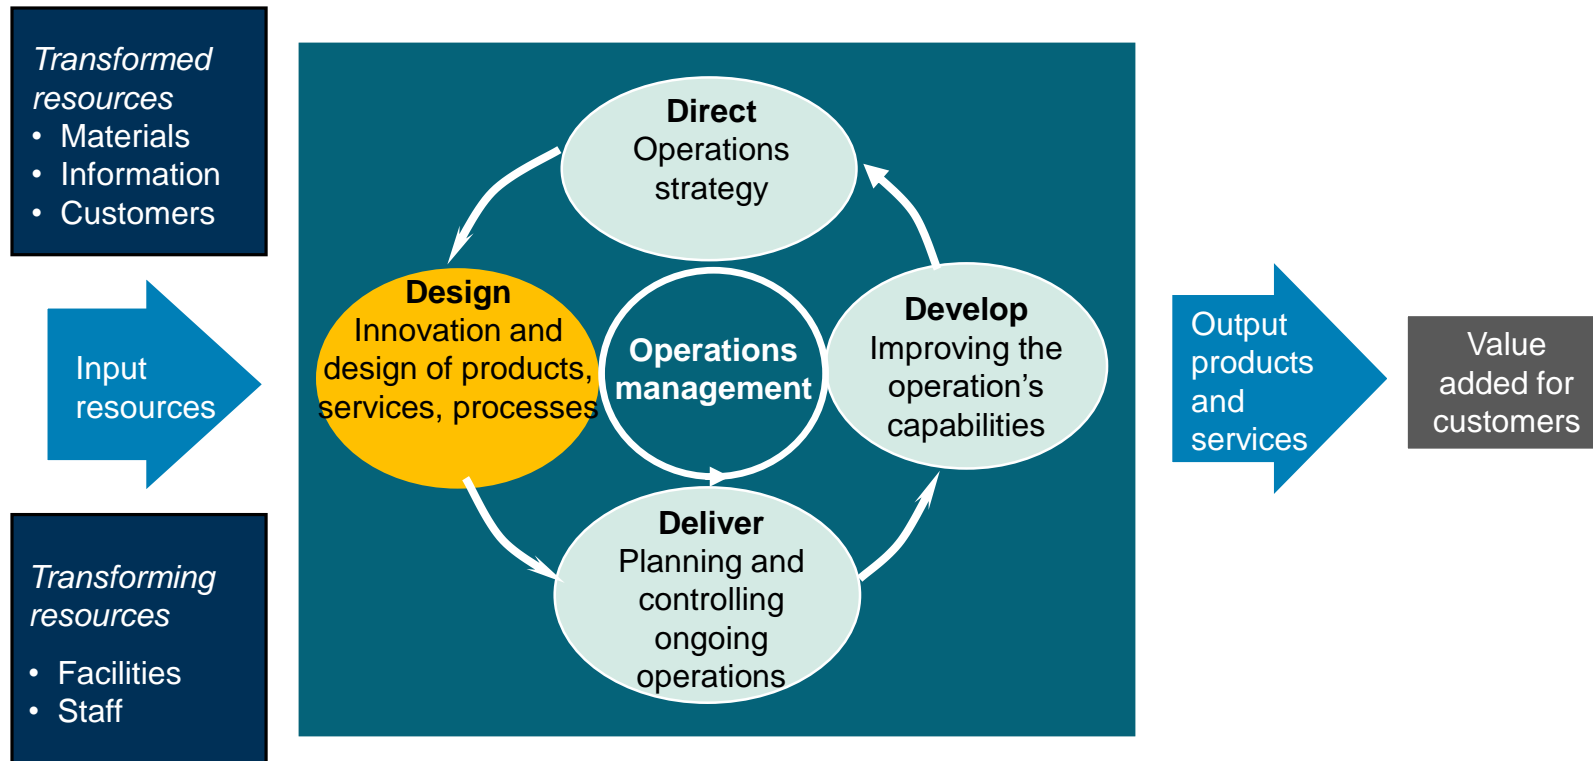 Transformed
resources
• Materials
• Information
• Customers
Input
resources
Transforming
resources
• Facilities
• Staff
Direct
Operations
strategy
Design
Innovation and
design of products,
services, processes
Operations
management
Develop
Improving the
operation’s
capabilities
Deliver
Planning and
controlling
ongoing
operations
Output
products
and
services
Value
added for
customers